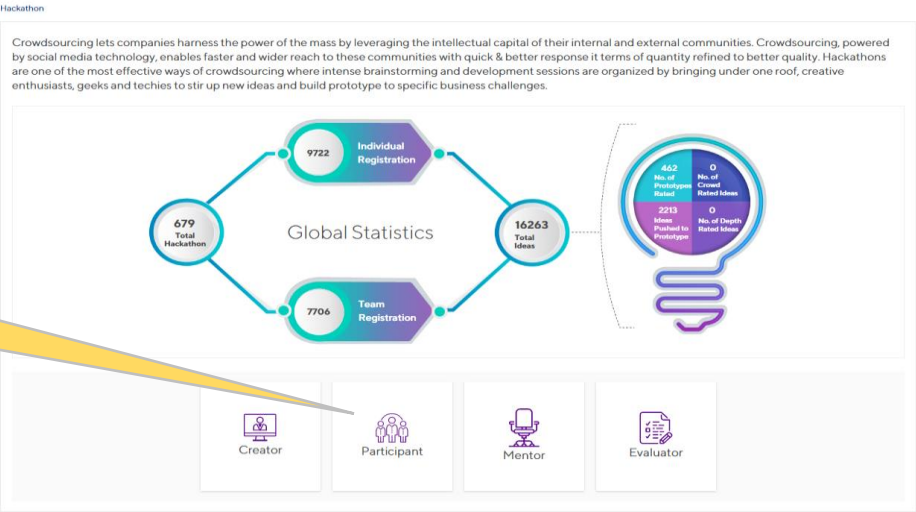 Hackathon
Crowdsourcing lets companies harness the power of the mass by leveraging the intellectual capital of their internal and external communities. Crowdsourcing, powered
by social media technology, enables faster and wider reach to these communities with quick & better response it terms of quantity refined to better quality. Hackathons
are one of the most effective ways of crowdsourcing where intense brainstorming and development sessions are organized by bringing under one roof, creative
enthusiasts, geeks and techies to stir up new ideas and build prototype to specific business challenges.
9722
Individual
Registration
679
Total
Hackathon
Global Statistics
16263
Total
Ideas
7706
Team
Registration
462
No. of
Prototypes
Rated
0
No. of
Crowd
Rated Ideas
2213
Ideas
Pushed to
Prototype
0
No. of Depth
Rated Ideas
Creator
Participant
Mentor
Evaluator